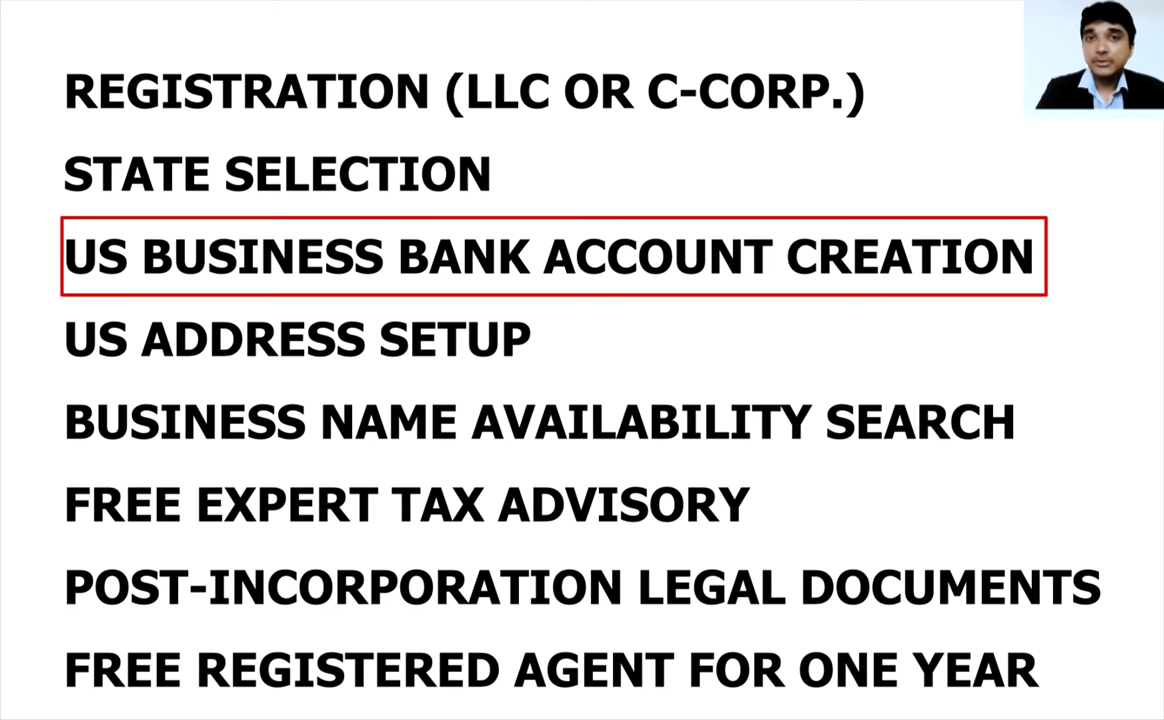 REGISTRATION (LLC OR C-CORP.)
STATE SELECTION
US BUSINESS BANK ACCOUNT CREATION
US ADDRESS SETUP
BUSINESS NAME AVAILABILITY SEARCH
FREE EXPERT TAX ADVISORY
POST-INCORPORATION LEGAL DOCUMENTS
FREE REGISTERED AGENT FOR ONE YEAR